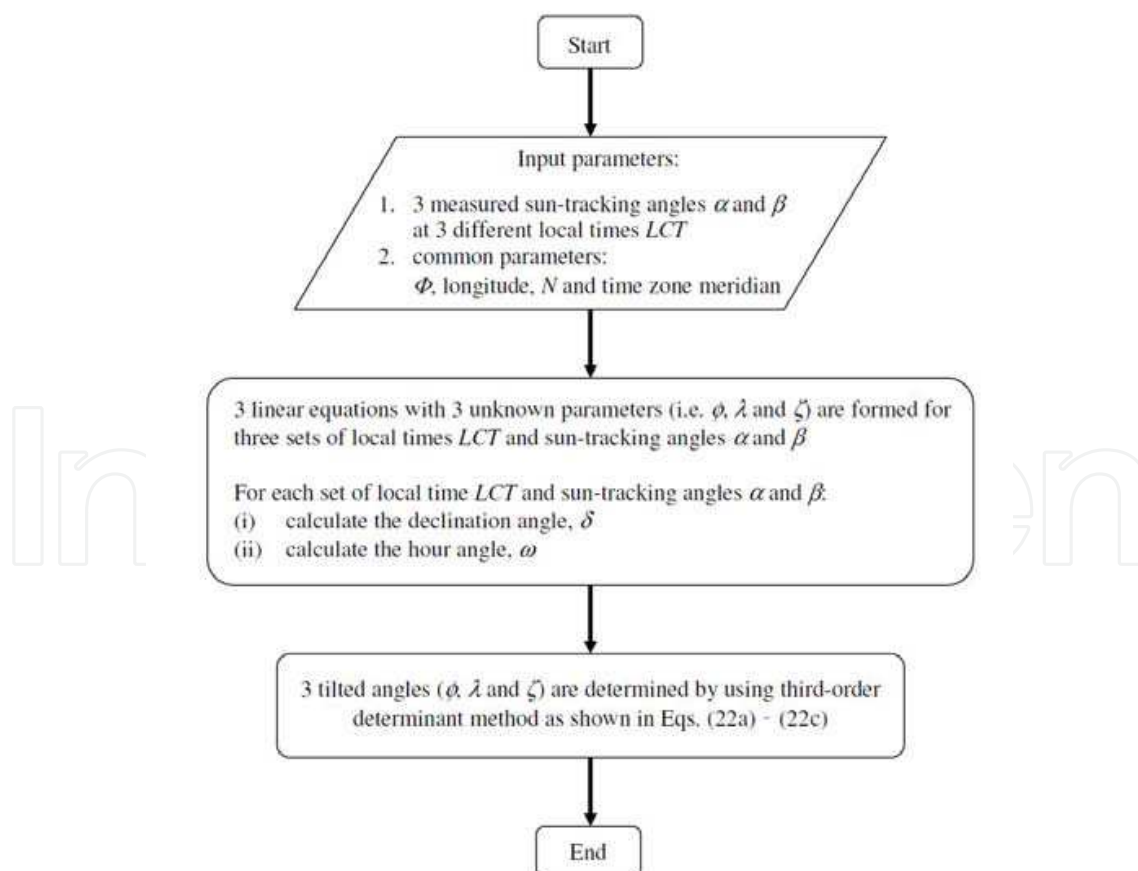 Start
Input parameters:
1. 3 measured sun-tracking angles α and β
at 3 different local times LCT
2. common parameters:
Φ, longitude, N and time zone meridian
3 linear equations with 3 unknown parameters (i.e. ϕ, λ and ζ) are formed for
three sets of local times LCT and sun-tracking angles α and β
For each set of local time LCT and sun-tracking angles α and β:
(i) calculate the declination angle, δ
(ii) calculate the hour angle, ω
3 tilted angles (ϕ, λ and ζ) are determined by using third-order
determinant method as shown in Eqs. (22a) - (22c)
End